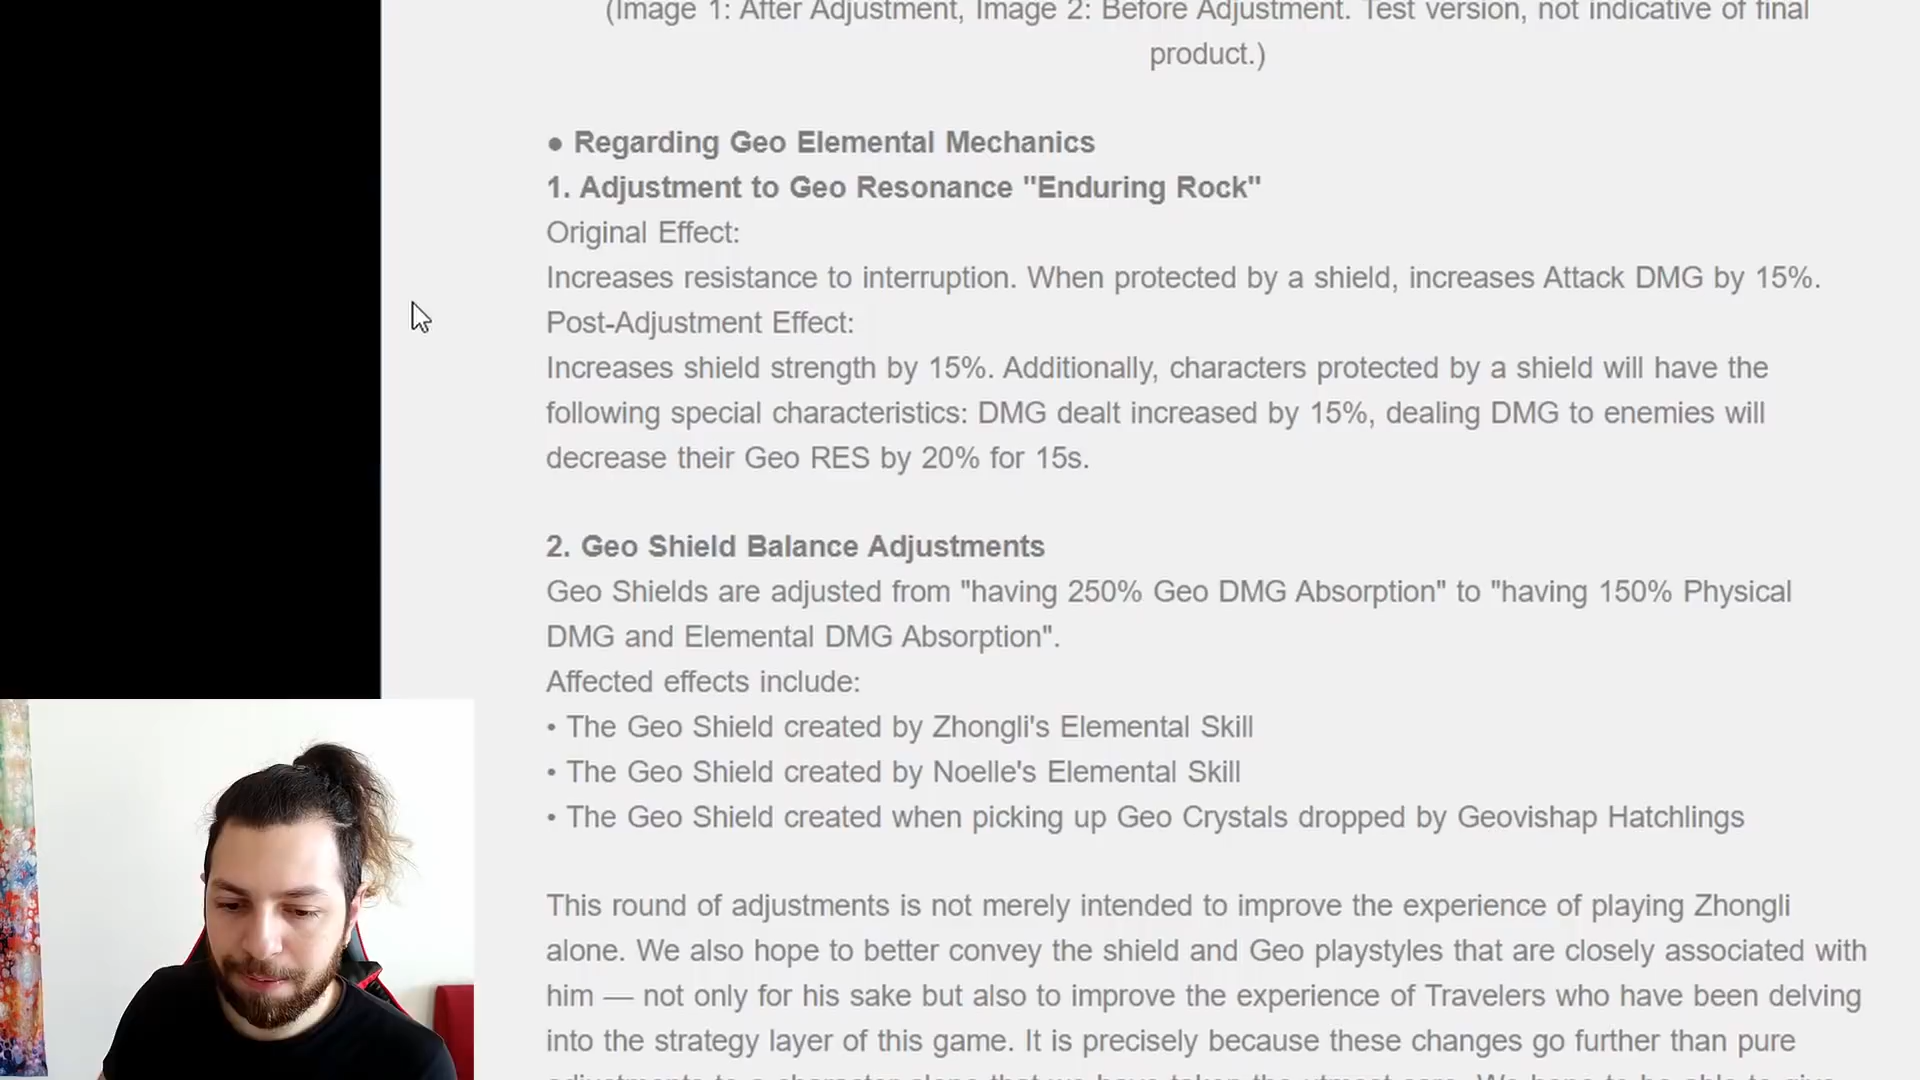 (Image 1: After Adjustment, Image 2: Before Adjustment. Test version, not indicative of final
product.)
● Regarding Geo Elemental Mechanics
1. Adjustment to Geo Resonance "Enduring Rock"
Original Effect:
Increases resistance to interruption. When protected by a shield, increases Attack DMG by 15%.
Post-Adjustment Effect:
Increases shield strength by 15%. Additionally, characters protected by a shield will have the
following special characteristics: DMG dealt increased by 15%, dealing DMG to enemies will
decrease their Geo RES by 20% for 15s.
2. Geo Shield Balance Adjustments
Geo Shields are adjusted from "having 250% Geo DMG Absorption" to "having 150% Physical
DMG and Elemental DMG Absorption".
Affected effects include:
• The Geo Shield created by Zhongli's Elemental Skill
• The Geo Shield created by Noelle's Elemental Skill
• The Geo Shield created when picking up Geo Crystals dropped by Geovishap Hatchlings
This round of adjustments is not merely intended to improve the experience of playing Zhongli
alone. We also hope to better convey the shield and Geo playstyles that are closely associated with
him — not only for his sake but also to improve the experience of Travelers who have been delving
into the strategy layer of this game. It is precisely because these changes go further than pure